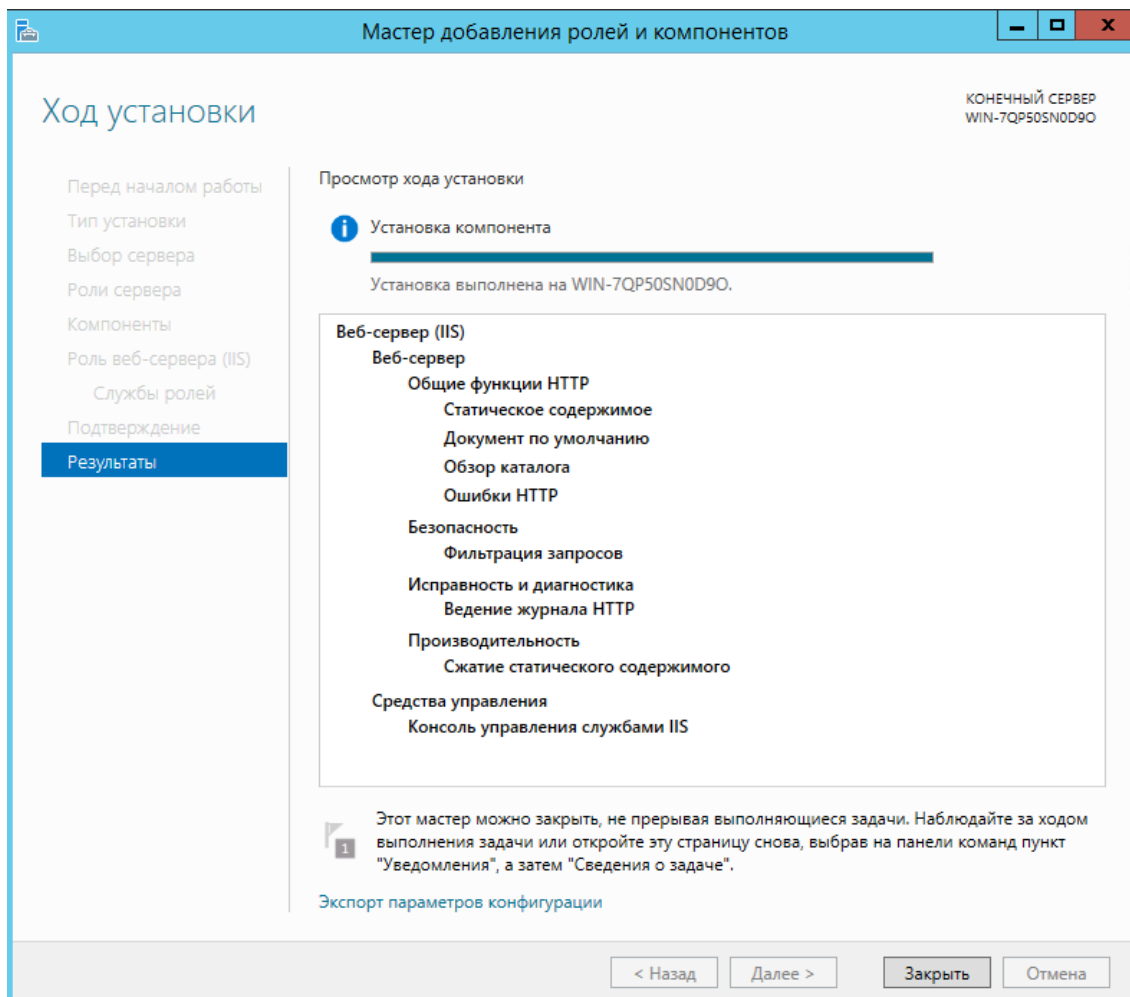 Мастер добавления ролей и компонентов
Ход установки
КОНЕЧНЫЙ СЕРВЕР
WIN-7QP50SN0D9O
Перед началом работы
Тип установки
Выбор сервера
Роли сервера
Компоненты
Роль веб-сервера (IIS)
Службы ролей
Подтверждение
Результаты
Просмотр хода установки
Установка компонента
Установка выполнена на WIN-7QP50SN0D9O.
Веб-сервер (IIS)
Веб-сервер
Общие функции HTTP
Статическое содержимое
Документ по умолчанию
Обзор каталога
Ошибки HTTP
Безопасность
Фильтрация запросов
Исправность и диагностика
Ведение журнала HTTP
Производительность
Сжатие статического содержимого
Средства управления
Консоль управления службами IIS
1
Этот мастер можно закрыть, не прерывая выполняющиеся задачи. Наблюдайте за ходом
выполнения задачи или откройте эту страницу снова, выбрав на панели команд пункт
"Уведомления", а затем "Сведения о задаче".
Экспорт параметров конфигурации
< Назад
Далее >
Закрыть
Отмена